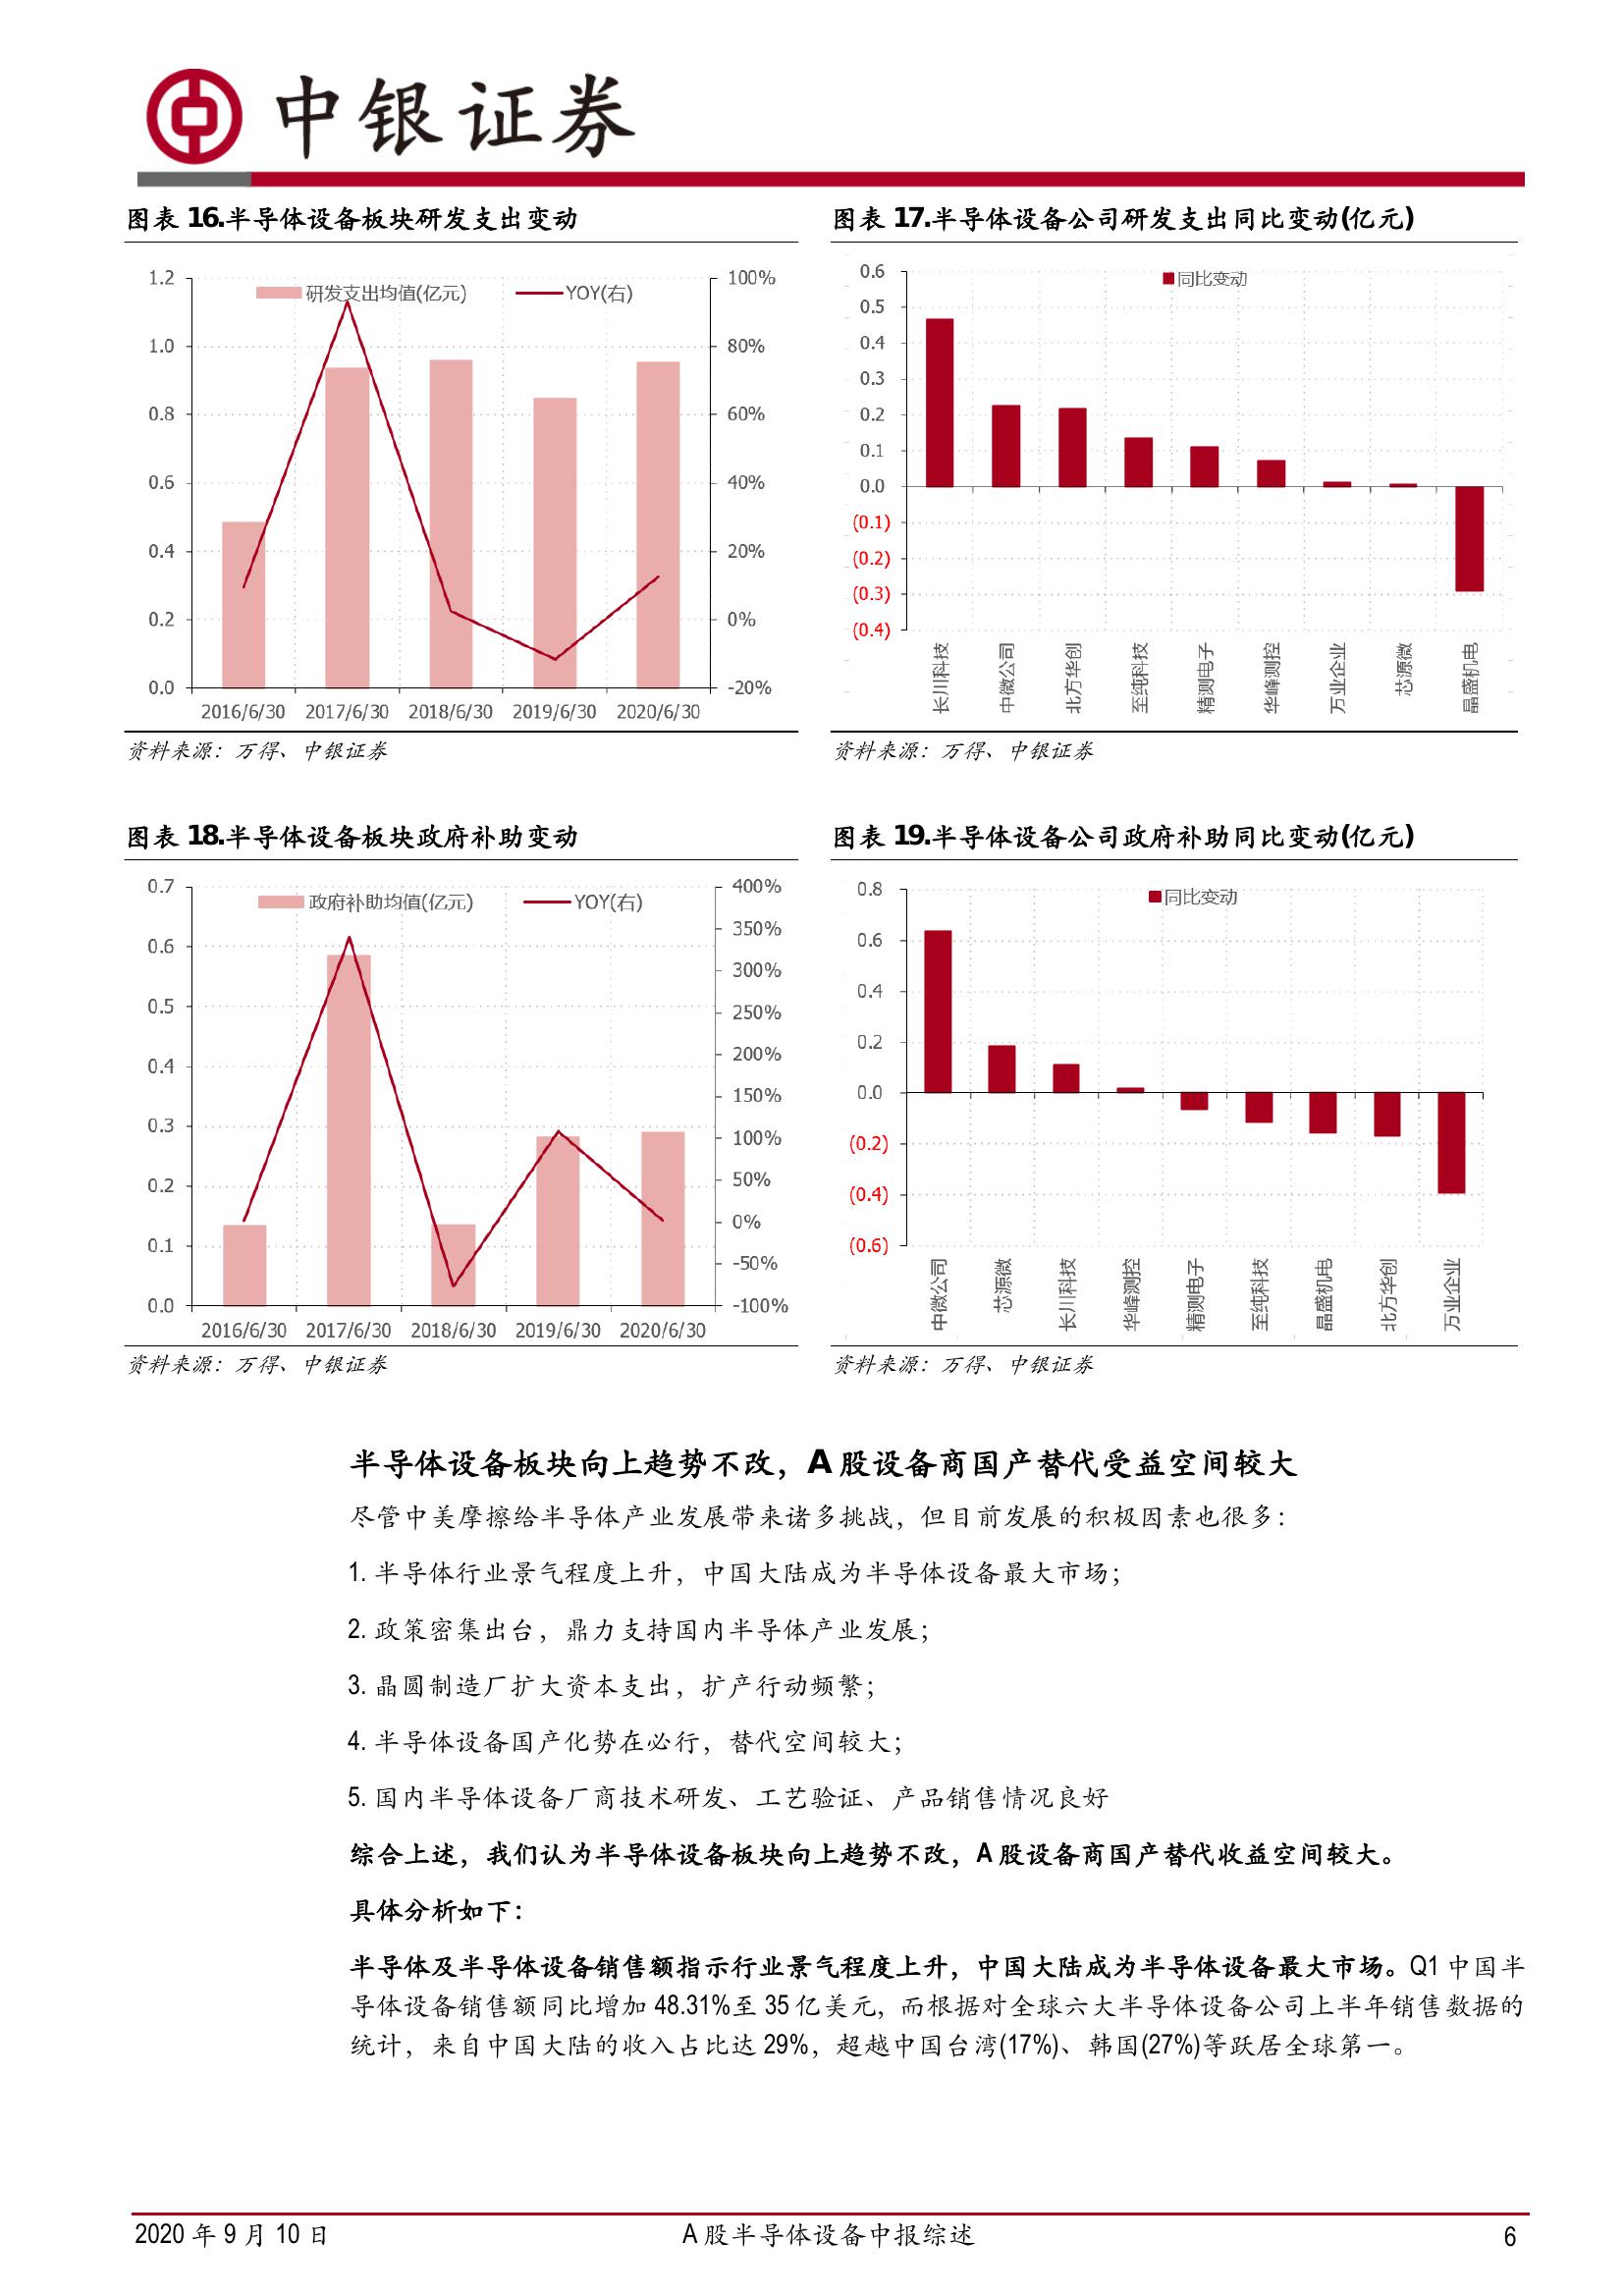 中银证券
图表 16.半导体设备板块研发支出变动
1.2
1.0
0.8
0.6
0.4
0.2
0.0
研发支出均值(亿元)
YOY(右)
100%
80%
60%
40%
20%
0%
-20%
2016/6/30 2017/6/30 2018/6/30 2019/6/30 2020/6/30
资料来源：万得、中银证券
图表 17.半导体设备公司研发支出同比变动(亿元)
0.6
0.5
0.4
0.3
0.2
0.1
0.0
(0.1)
(0.2)
(0.3)
(0.4)
同比变动
长川科技
中微公司
北方华创
至纯科技
精测电子
华峰测控
万业企业
芯源微
晶盛机电
资料来源：万得、中银证券
图表 18.半导体设备板块政府补助变动
0.7
0.6
0.5
0.4
0.3
0.2
0.1
0.0
政府补助均值(亿元)
YOY(右)
400%
350%
300%
250%
200%
150%
100%
50%
0%
-50%
-100%
2016/6/30 2017/6/30 2018/6/30 2019/6/30 2020/6/30
资料来源：万得、中银证券
图表 19.半导体设备公司政府补助同比变动(亿元)
0.8
0.6
0.4
0.2
0.0
(0.2)
(0.4)
(0.6)
同比变动
中微公司
芯源微
长川科技
华峰测控
精测电子
至纯科技
晶盛机电
北方华创
万业企业
资料来源：万得、中银证券
半导体设备板块向上趋势不改，A 股设备商国产替代受益空间较大
尽管中美摩擦给半导体产业发展带来诸多挑战，但目前发展的积极因素也很多：
1. 半导体行业景气程度上升，中国大陆成为半导体设备最大市场；
2. 政策密集出台，鼎力支持国内半导体产业发展；
3. 晶圆制造厂扩大资本支出，扩产行动频繁；
4. 半导体设备国产化势在必行，替代空间较大；
5. 国内半导体设备厂商技术研发、工艺验证、产品销售情况良好
综合上述，我们认为半导体设备板块向上趋势不改，A 股设备商国产替代收益空间较大。
具体分析如下：
半导体及半导体设备销售额指示行业景气程度上升，中国大陆成为半导体设备最大市场。Q1 中国半
导体设备销售额同比增加 48.31%至 35 亿美元，而根据对全球六大半导体设备公司上半年销售数据的
统计，来自中国大陆的收入占比达 29%，超越中国台湾(17%)、韩国(27%)等跃居全球第一。
2020 年 9 月 10 日
A 股半导体设备中报综述
6